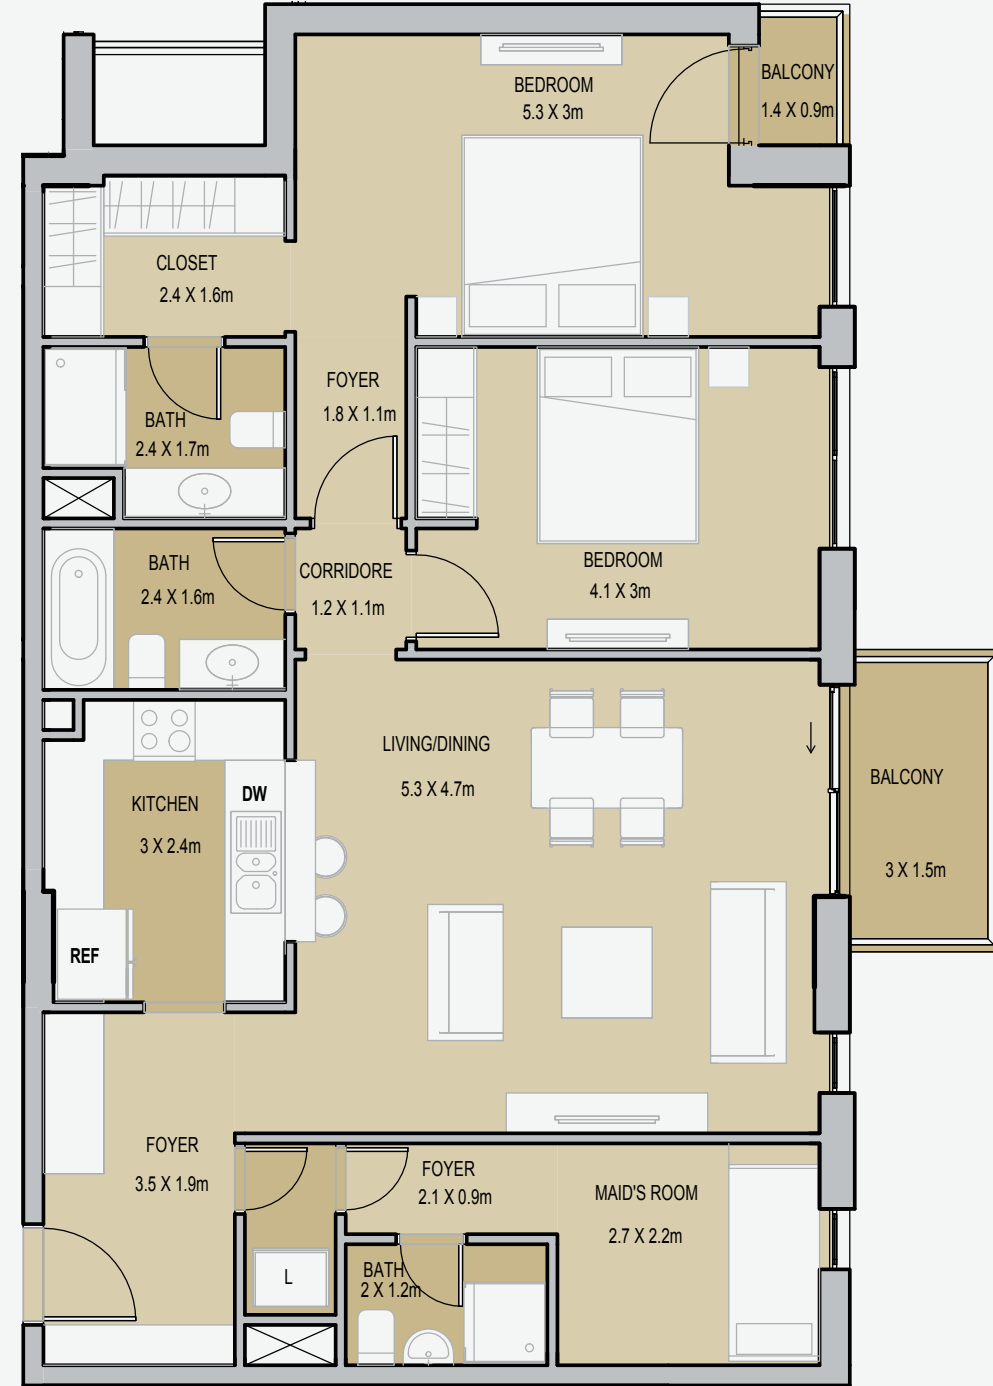 BEDROOM
5.3 X 3m
BALCONY
1.4 X 0.9m
CLOSET
2.4 X 1.6m
FOYER
1.8 X 1.1m
BATH
2.4 X 1.7m
BATH
2.4 X 1.6m
CORRIDORE
1.2 X 1.1m
BEDROOM
4.1 X 3m
LIVING/DINING
5.3 X 4.7m
BALCONY
3 X 1.5m
KITCHEN
3 X 2.4m
DW
REF
FOYER
3.5 X 1.9m
FOYER
2.1 X 0.9m
MAID'S ROOM
2.7 X 2.2m
L
BATH
2 X 1.2m